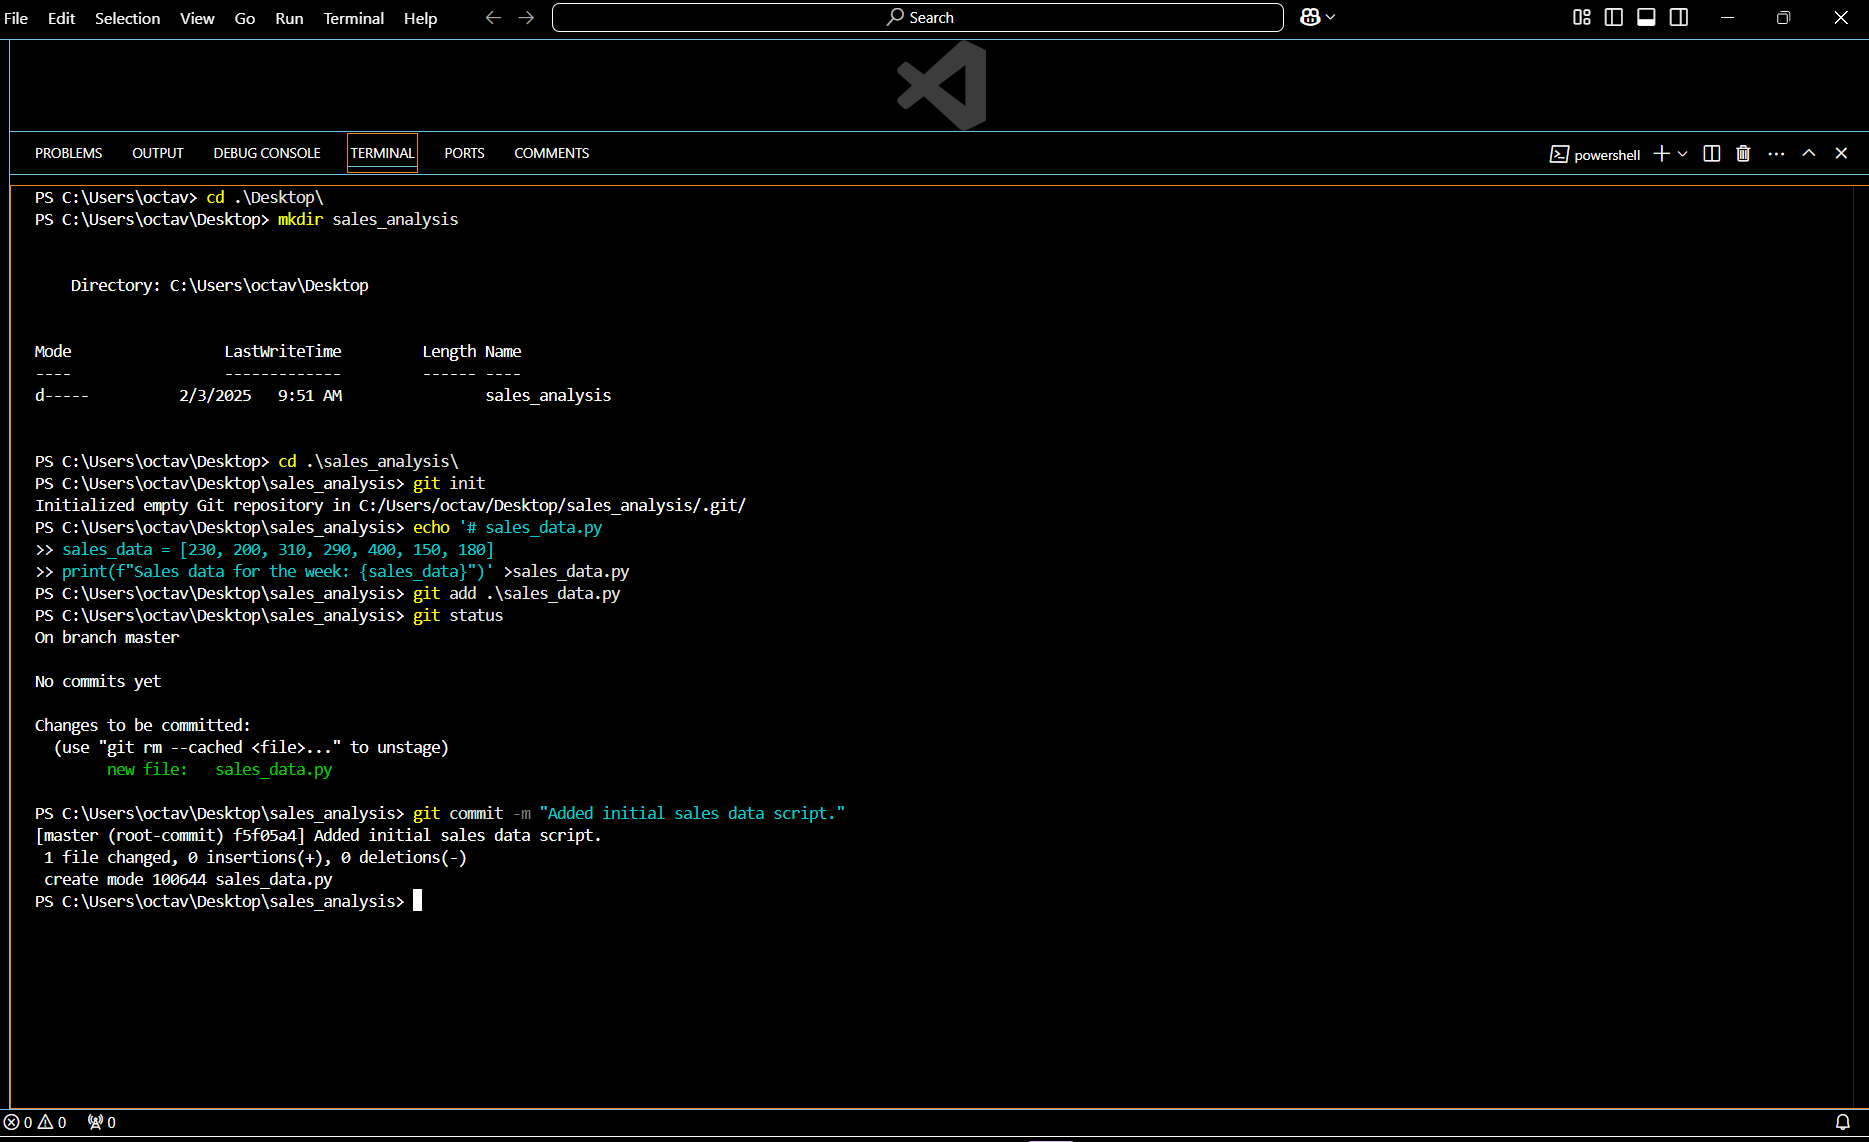 File Edit Selection View Go Run Terminal Help Search
PROBLEMS OUTPUT DEBUG CONSOLE TERMINAL PORTS COMMENTS powershell
PS C:\Users\octav> cd .\Desktop\
PS C:\Users\octav\Desktop> mkdir sales_analysis
Directory: C:\Users\octav\Desktop
Mode LastWriteTime Length Name
---- ------------- ------ ----
d----- 2/3/2025 9:51 AM sales_analysis
PS C:\Users\octav\Desktop> cd .\sales_analysis\
PS C:\Users\octav\Desktop\sales_analysis> git init
Initialized empty Git repository in C:/Users/octav/Desktop/sales_analysis/.git/
PS C:\Users\octav\Desktop\sales_analysis> echo '# sales_data.py
>> sales_data = [230, 200, 310, 290, 400, 150, 180]
>> print(f"Sales data for the week: {sales_data}")' >sales_data.py
PS C:\Users\octav\Desktop\sales_analysis> git add .\sales_data.py
PS C:\Users\octav\Desktop\sales_analysis> git status
On branch master
No commits yet
Changes to be committed:
(use "git rm --cached <file>..." to unstage)
new file: sales_data.py
PS C:\Users\octav\Desktop\sales_analysis> git commit -m "Added initial sales data script."
[master (root-commit) f5f05a4] Added initial sales data script.
1 file changed, 0 insertions(+), 0 deletions(-)
create mode 100644 sales_data.py
PS C:\Users\octav\Desktop\sales_analysis>
0 0 0